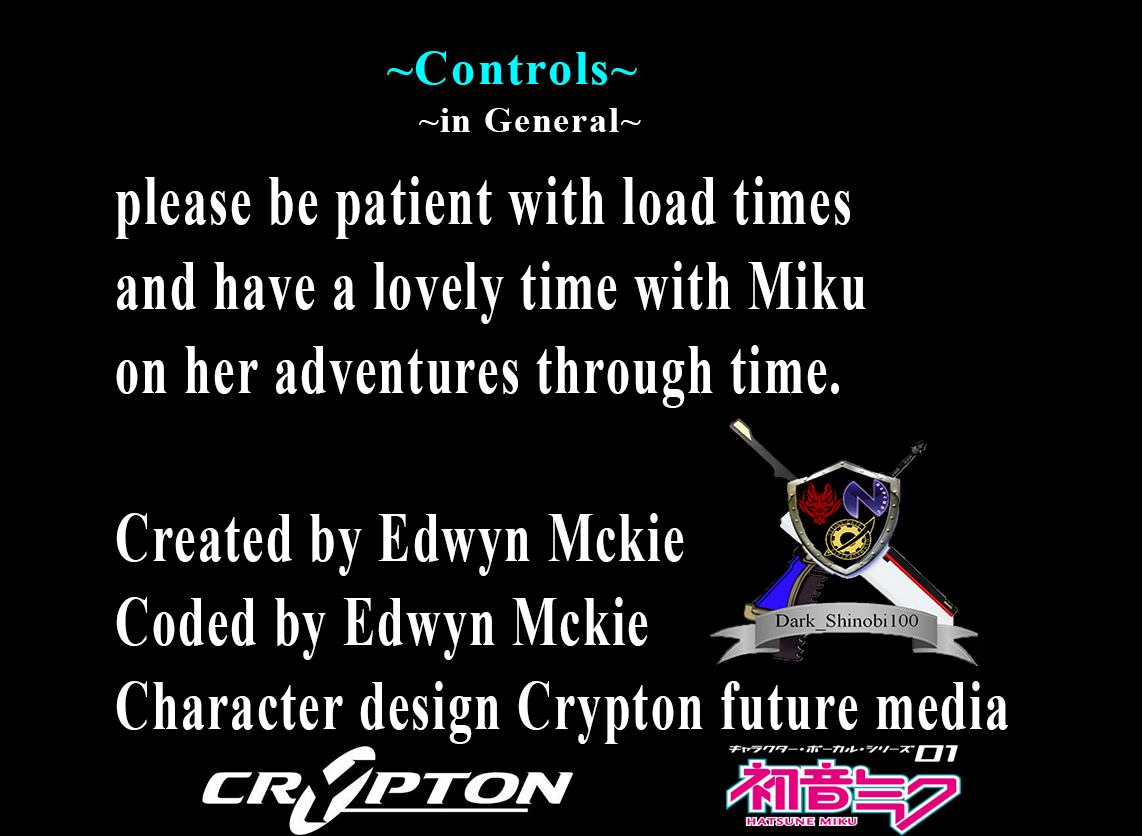 ~Controls~
~in General~
please be patient with load times
and have a lovely time with Miku
on her adventures through time.
Created by Edwyn Mckie
Coded by Edwyn Mckie
Dark_Shinobi100
Character design Crypton future media
CRYPTON
キャラクター・ボーカル・シリーズ01
初音ミク
HATSUNE MIKU